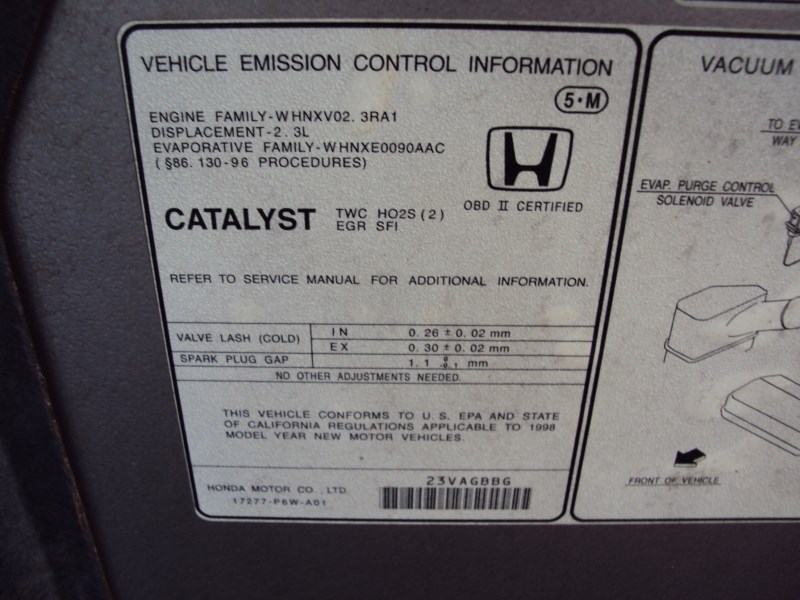 VEHICLE EMISSION CONTROL INFORMATION
5·M
ENGINE FAMILY-WHNXV02.3RA1
DISPLACEMENT-2.3L
EVAPORATIVE FAMILY-WHNXE0090AAC
(§86.130-96 PROCEDURES)
OBD II CERTIFIED
CATALYST
TWC HO2S(2)
EGR SFI
REFER TO SERVICE MANUAL FOR ADDITIONAL INFORMATION.
VALVE LASH (COLD) IN 0.26±0.02 mm
EX 0.30±0.02 mm
SPARK PLUG GAP 1.1 0 -0.1 mm
NO OTHER ADJUSTMENTS NEEDED.
THIS VEHICLE CONFORMS TO U.S. EPA AND STATE
OF CALIFORNIA REGULATIONS APPLICABLE TO 1998
MODEL YEAR NEW MOTOR VEHICLES.
HONDA MOTOR CO., LTD.
17277-P6W-A01
23VAGBBG
VACUUM
TO
WAY
EVAP. PURGE CONTROL
SOLENOID VALVE
FRONT OF VEHICLE